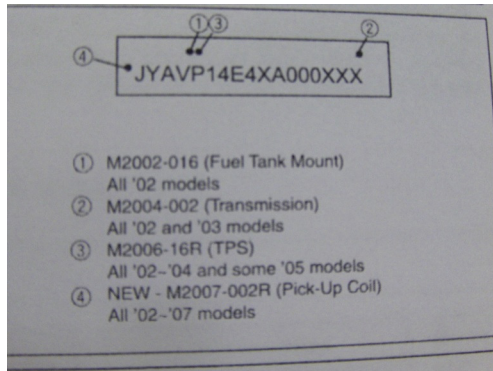 ① ③ ②
④ JYAVP14E4XA000XXX
① M2002-016 (Fuel Tank Mount)
All '02 models
② M2004-002 (Transmission)
All '02 and '03 models
③ M2006-16R (TPS)
All '02~'04 and some '05 models
④ NEW - M2007-002R (Pick-Up Coil)
All '02~'07 models